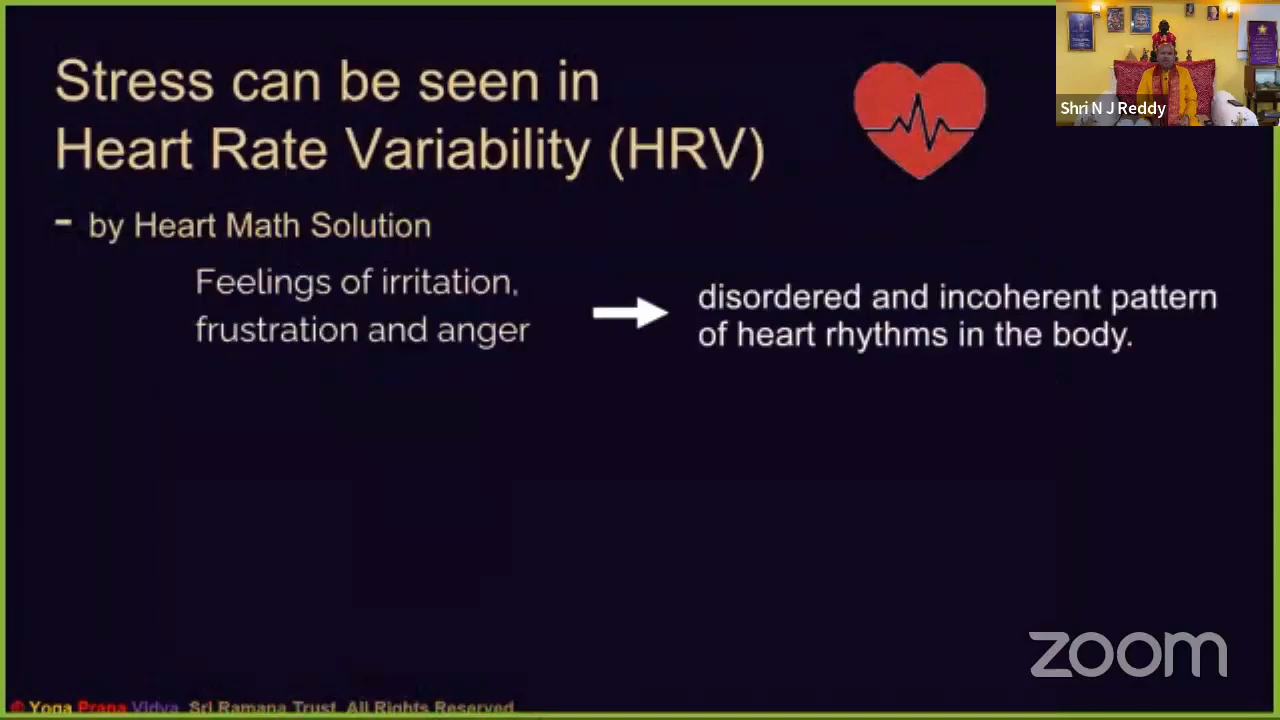 Stress can be seen in
Heart Rate Variability (HRV)
- by Heart Math Solution
Feelings of irritation,
frustration and anger
disordered and incoherent pattern
of heart rhythms in the body.
Shri N J Reddy
zoom
© Yoga Prana Vidya, Sri Ramana Trust, All Rights Reserved